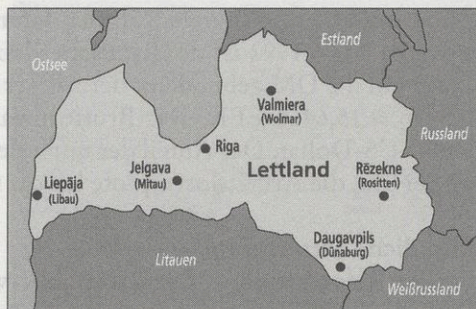 Ostsee
Estland
Valmiera
(Wolmar)
Russland
Riga
Jelgava
(Mitau)
Lettland
Rēzekne
(Rositten)
Liepāja
(Libau)
Daugavpils
(Dünaburg)
Litauen
Weißrussland